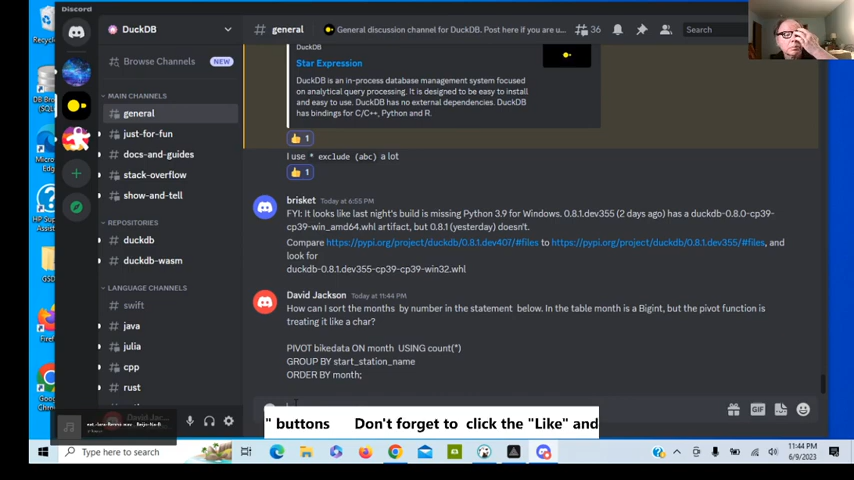 Discord
DuckDB
general
General discussion channel for DuckDB. Post here if you are u...
36
Search
Browse Channels
NEW
MAIN CHANNELS
general
just-for-fun
docs-and-guides
stack-overflow
show-and-tell
REPOSITORIES
duckdb
duckdb-wasm
LANGUAGE CHANNELS
swift
java
julia
cpp
rust
DuckDB
Star Expression
DuckDB is an in-process database management system focused
on analytical query processing. It is designed to be easy to install
and easy to use. DuckDB has no external dependencies. DuckDB
has bindings for C/C++, Python and R.
1
I use * exclude (abc) a lot
1
brisket Today at 6:55 PM
FYI: It looks like last night's build is missing Python 3.9 for Windows. 0.8.1.dev355 (2 days ago) has a duckdb-0.8.0-cp39-
cp39-win_amd64.whl artifact, but 0.8.1 (yesterday) doesn't.
Compare https://pypi.org/project/duckdb/0.8.1.dev407/#files to https://pypi.org/project/duckdb/0.8.1.dev355/#files, and
look for
duckdb-0.8.1.dev355-cp39-cp39-win32.whl
David Jackson Today at 11:44 PM
How can I sort the months by number in the statement below. In the table month is a Bigint, but the pivot function is
treating it like a char?
PIVOT bikedata ON month USING count(*)
GROUP BY start_station_name
ORDER BY month;
GIF
" buttons Don't forget to click the "Like" and
Type here to search
11:44 PM
6/9/2023